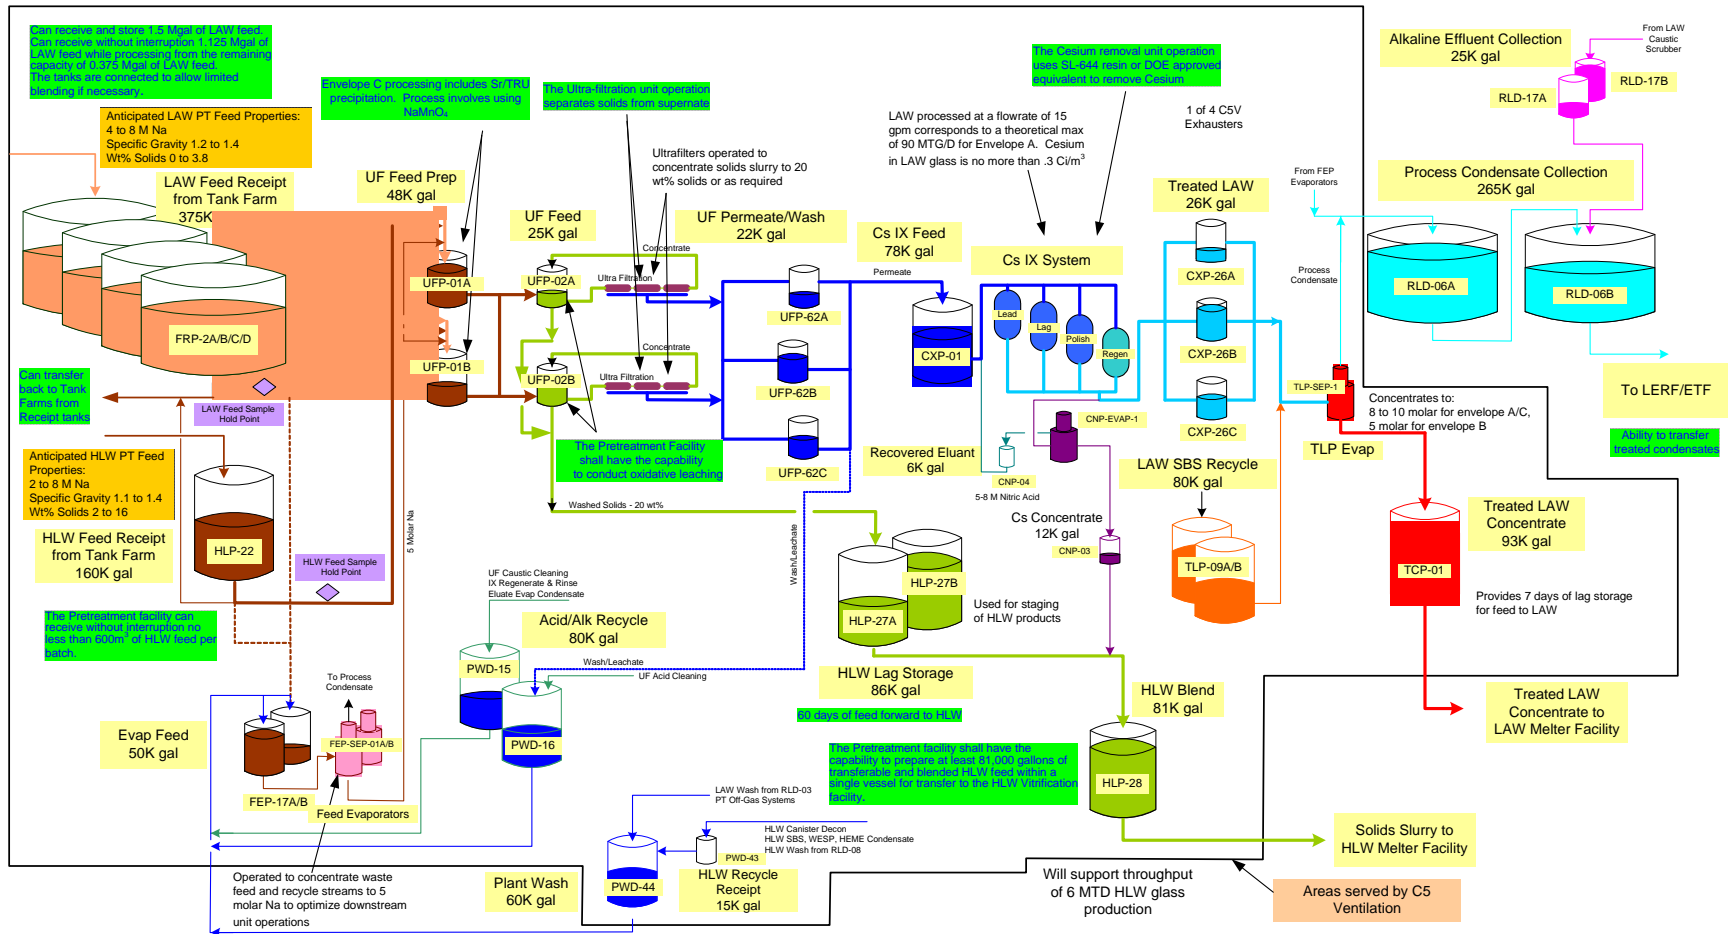 Can receive and store 1.5 Mgal of LAW feed.
Can receive without interruption 1.125 Mgal of
LAW feed while processing from the remaining
capacity of 0.375 Mgal of LAW feed.
The tanks are connected to allow limited
blending if necessary.
Anticipated LAW PT Feed Properties:
4 to 8 M Na
Specific Gravity 1.2 to 1.4
Wt% Solids 0 to 3.8
LAW Feed Receipt
from Tank Farm
375K
FRP-2A/B/C/D
Envelope C processing includes Sr/TRU
precipitation. Process involves using
NaMnO₄
UF Feed Prep
48K gal
UFP-01A
UFP-01B
The Ultra-filtration unit operation
separates solids from supernate
Ultrafilters operated to
concentrate solids slurry to 20
wt% solids or as required
UF Feed
25K gal
UFP-02A
UFP-02B
Concentrate
Ultra Filtration
Concentrate
Ultra Filtration
UF Permeate/Wash
22K gal
UFP-62A
UFP-62B
UFP-62C
The Pretreatment Facility
shall have the capability
to conduct oxidative leaching
LAW processed at a flowrate of 15
gpm corresponds to a theoretical max
of 90 MTG/D for Envelope A. Cesium
in LAW glass is no more than .3 Ci/m³
The Cesium removal unit operation
uses SL-644 resin or DOE approved
equivalent to remove Cesium
1 of 4 C5V
Exhausters
Cs IX Feed
78K gal
Permeate
CXP-01
Cs IX System
Lead
Lag
Polish
Regen
Treated LAW
26K gal
CXP-26A
CXP-26B
CXP-26C
Alkaline Effluent Collection
25K gal
From LAW
Caustic
Scrubber
RLD-17A
RLD-17B
From FEP
Evaporators
Process Condensate Collection
265K gal
RLD-06A
RLD-06B
Process
Condensate
To LERF/ETF
Ability to transfer
treated condensates
TLP-SEP-1
TLP Evap
Concentrates to:
8 to 10 molar for envelope A/C,
5 molar for envelope B
Can transfer
back to Tank
Farms from
Receipt tanks
LAW Feed Sample
Hold Point
Anticipated HLW PT Feed
Properties:
2 to 8 M Na
Specific Gravity 1.1 to 1.4
Wt% Solids 2 to 16
HLW Feed Receipt
from Tank Farm
160K gal
HLP-22
HLW Feed Sample
Hold Point
5 Molar Na
The Pretreatment facility can
receive without interruption no
less than 600m³ of HLW feed per
batch.
Recovered Eluant
6K gal
CNP-EVAP-1
CNP-04
5-8 M Nitric Acid
Cs Concentrate
12K gal
CNP-03
LAW SBS Recycle
80K gal
TLP-09A/B
Treated LAW
Concentrate
93K gal
TCP-01
Provides 7 days of lag storage
for feed to LAW
Washed Solids - 20 wt%
Wash/Leachate
HLP-27B
HLP-27A
Used for staging
of HLW products
HLW Lag Storage
86K gal
60 days of feed forward to HLW
UF Caustic Cleaning
IX Regenerate & Rinse
Eluate Evap Condensate
Acid/Alk Recycle
80K gal
PWD-15
PWD-16
Wash/Leachate
UF Acid Cleaning
To Process
Condensate
Evap Feed
50K gal
FEP-17A/B
FEP-SEP-01A/B
Feed Evaporators
Operated to concentrate waste
feed and recycle streams to 5
molar Na to optimize downstream
unit operations
HLW Blend
81K gal
HLP-28
The Pretreatment facility shall have the
capability to prepare at least 81,000 gallons of
transferable and blended HLW feed within a
single vessel for transfer to the HLW Vitrification
facility.
Treated LAW
Concentrate to
LAW Melter Facility
Solids Slurry to
HLW Melter Facility
LAW Wash from RLD-03
PT Off-Gas Systems
HLW Canister Decon
HLW SBS, WESP, HEME Condensate
HLW Wash from RLD-08
PWD-43
PWD-44
HLW Recycle
Receipt
15K gal
Plant Wash
60K gal
Will support throughput
of 6 MTD HLW glass
production
Areas served by C5
Ventilation